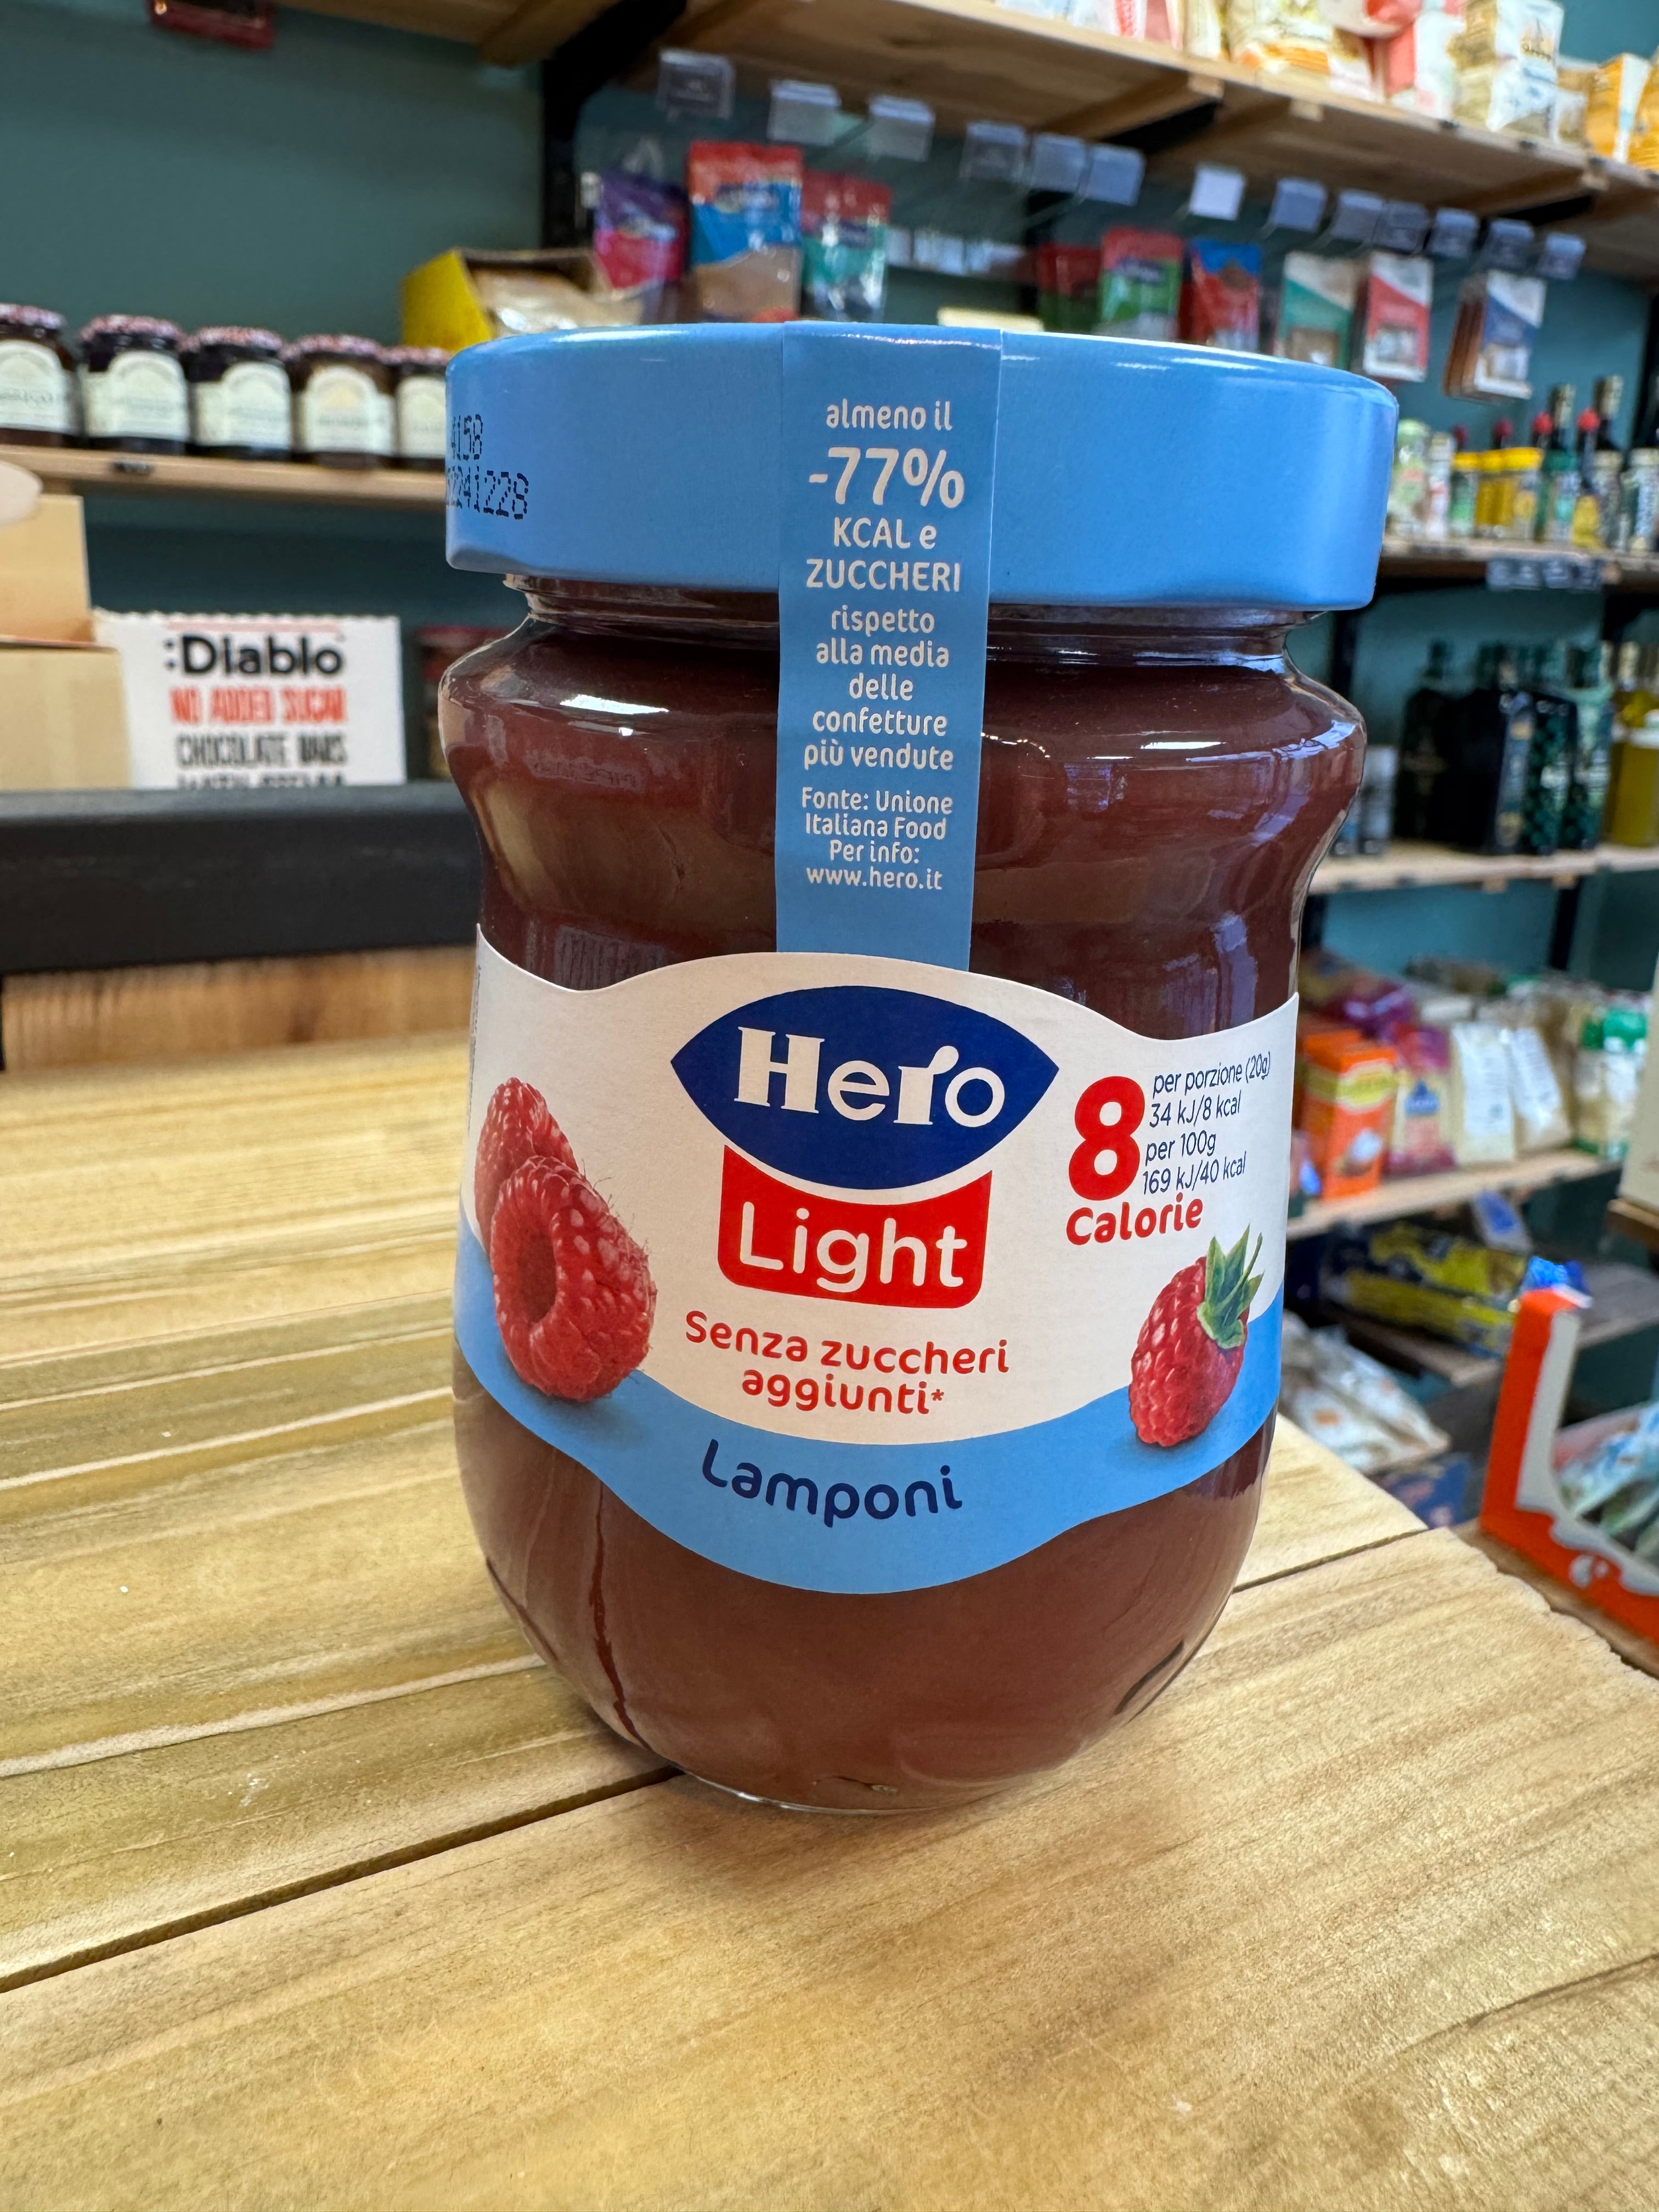 almeno il
-77%
KCAL e
ZUCCHERI
rispetto
alla media
delle
confetture
più vendute
Fonte: Unione
Italiana Food
Per info:
www.hero.it
Hero
Light
8
Calorie
per porzione (20g)
34 kJ/8 kcal
per 100g
169 kJ/40 kcal
Senza zuccheri
aggiunti*
Lamponi
:Diablo
NO ADDED SUGAR
CHOCOLATE BARS